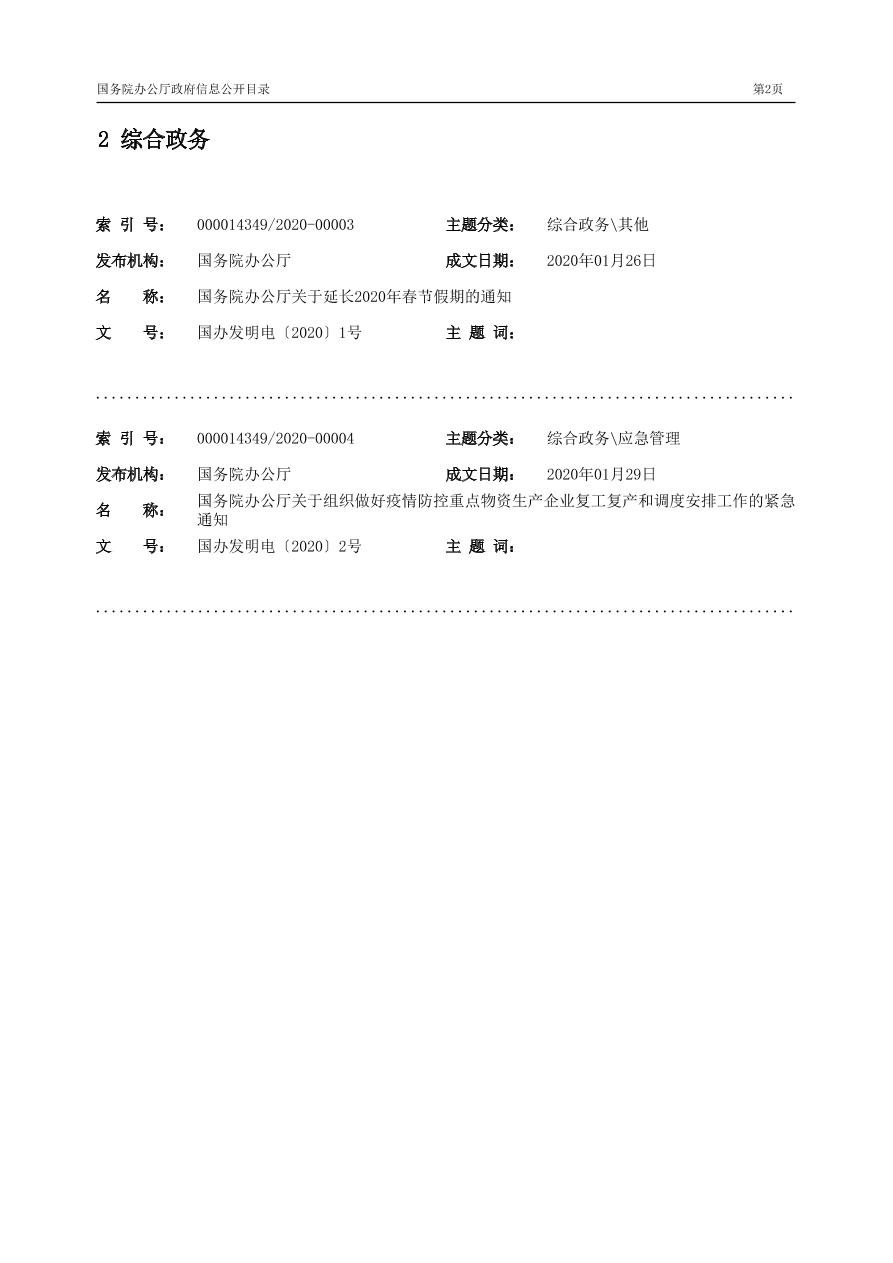 国务院办公厅政府信息公开目录 第2页
2 综合政务
索 引 号： 000014349/2020-00003 主题分类： 综合政务\其他
发布机构： 国务院办公厅 成文日期： 2020年01月26日
名 称： 国务院办公厅关于延长2020年春节假期的通知
文 号： 国办发明电〔2020〕1号 主 题 词：
索 引 号： 000014349/2020-00004 主题分类： 综合政务\应急管理
发布机构： 国务院办公厅 成文日期： 2020年01月29日
名 称： 国务院办公厅关于组织做好疫情防控重点物资生产企业复工复产和调度安排工作的紧急
通知
文 号： 国办发明电〔2020〕2号 主 题 词：